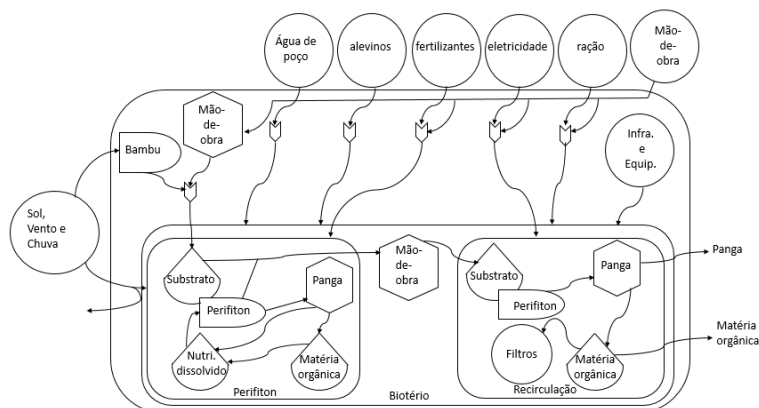 Água de
poço
alevinos
fertilizantes
eletricidade
ração
Mão-
de-
obra
Mão-
de-
obra
Bambu
Infra.
e
Equip.
Sol,
Vento e
Chuva
Substrato
Perifiton
Panga
Nutri.
dissolvido
Matéria
orgânica
Perifiton
Mão-
de-
obra
Substrato
Perifiton
Panga
Filtros
Matéria
orgânica
Recirculação
Biotério
Panga
Matéria
orgânica